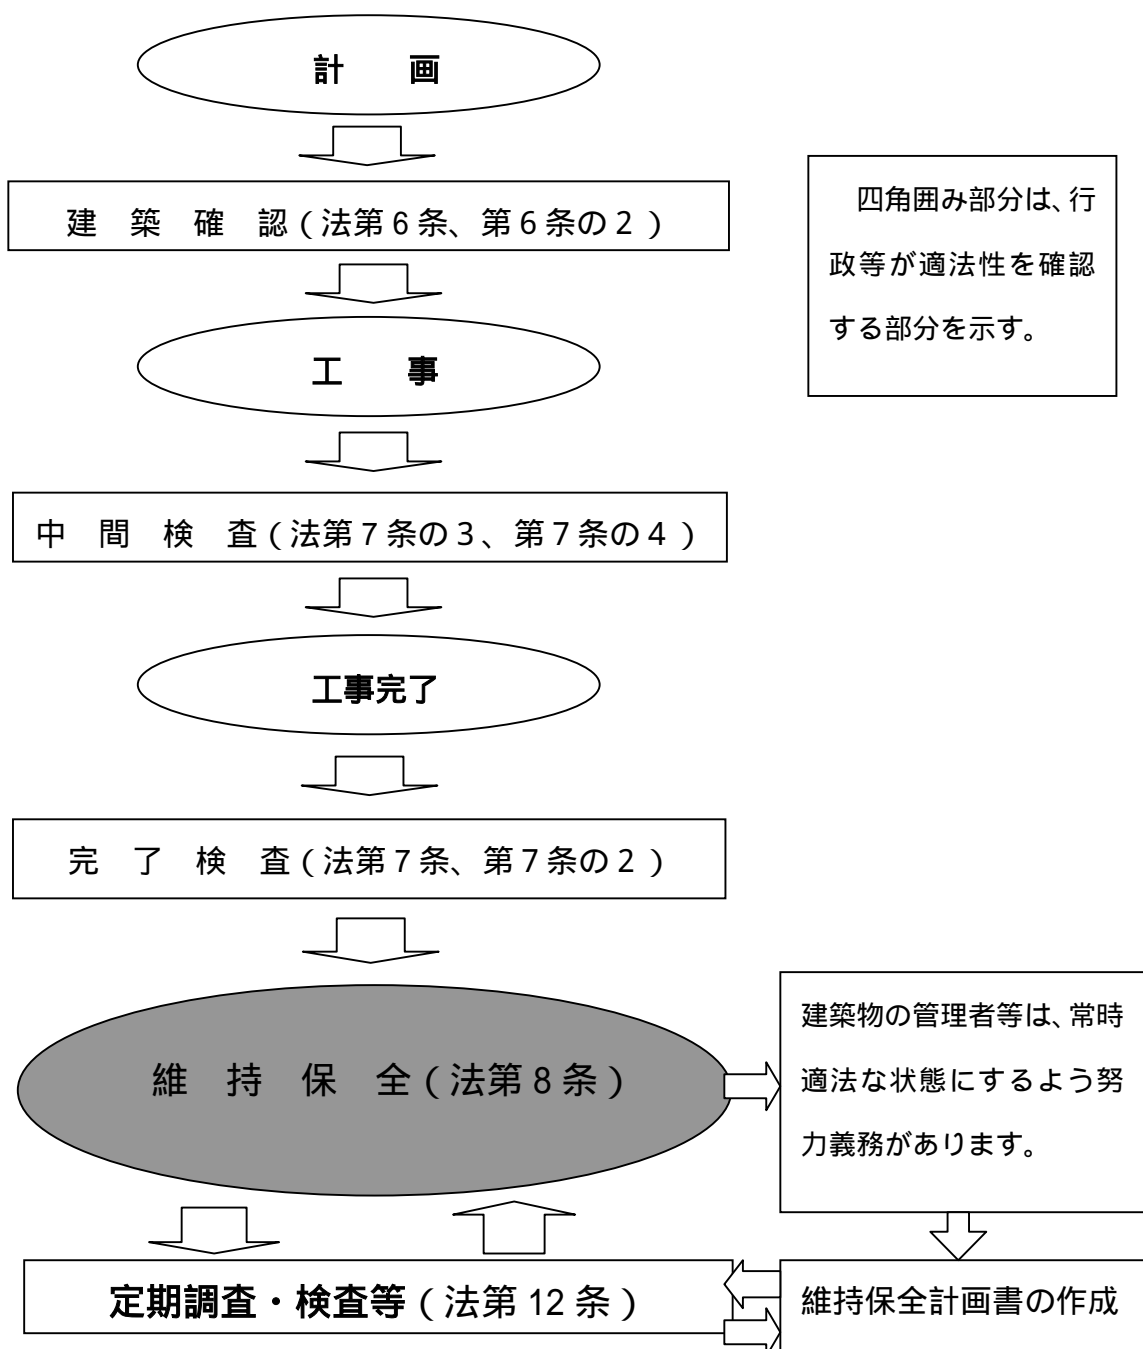 計　画
建　築　確　認（法第６条、第６条の２）
四角囲み部分は、行
政等が適法性を確認
する部分を示す。
工　事
中　間　検　査（法第７条の３、第７条の４）
工事完了
完　了　検　査（法第７条、第７条の２）
維　持　保　全（法第８条）
建築物の管理者等は、常時
適法な状態にするよう努
力義務があります。
定期調査・検査等（法第 12 条）
維持保全計画書の作成